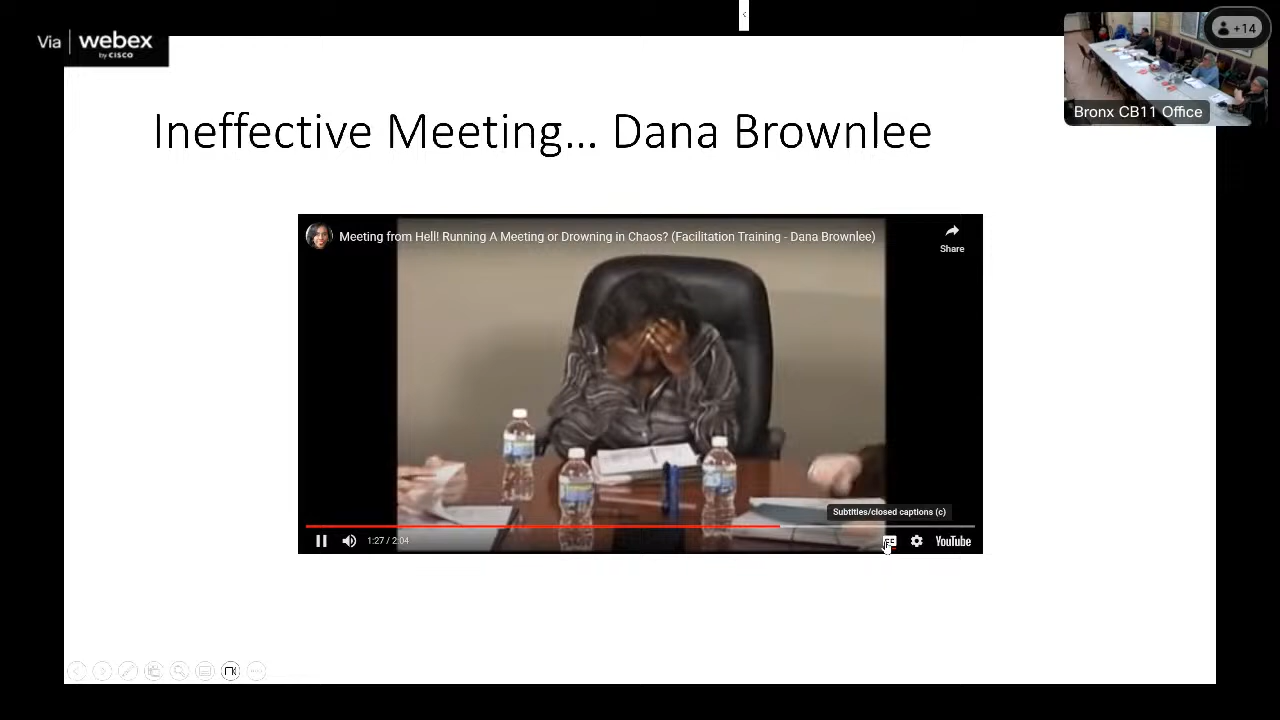 Via webex
by CISCO
+14
Bronx CB11 Office
Ineffective Meeting... Dana Brownlee
Meeting from Hell! Running A Meeting or Drowning in Chaos? (Facilitation Training - Dana Brownlee)
Share
Subtitles/closed captions (c)
1:27 / 2:04
YouTube